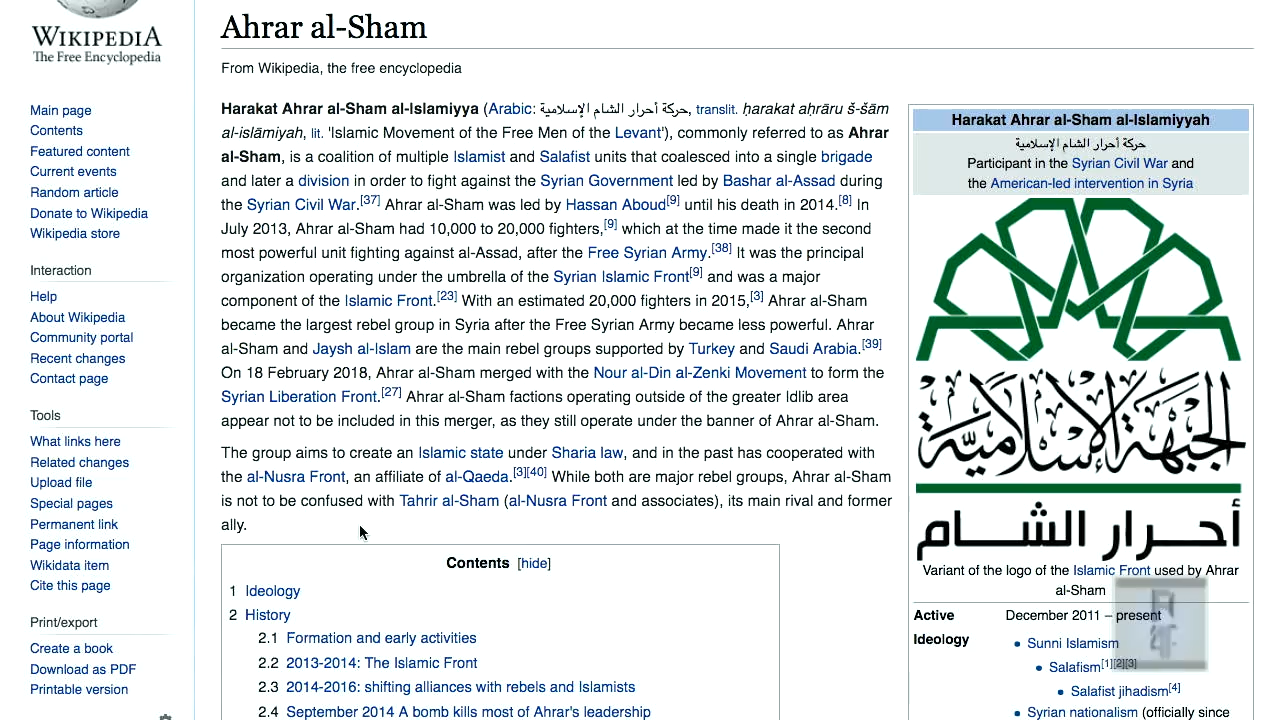 WIKIPEDIA
The Free Encyclopedia
Main page
Contents
Featured content
Current events
Random article
Donate to Wikipedia
Wikipedia store
Interaction
Help
About Wikipedia
Community portal
Recent changes
Contact page
Tools
What links here
Related changes
Upload file
Special pages
Permanent link
Page information
Wikidata item
Cite this page
Print/export
Create a book
Download as PDF
Printable version
Ahrar al-Sham
From Wikipedia, the free encyclopedia
Harakat Ahrar al-Sham al-Islamiyya (Arabic: حركة أحرار الشام الإسلامية, translit. ḥarakat aḥrāru š-šām
al-islāmiyah, lit. 'Islamic Movement of the Free Men of the Levant'), commonly referred to as Ahrar
al-Sham, is a coalition of multiple Islamist and Salafist units that coalesced into a single brigade
and later a division in order to fight against the Syrian Government led by Bashar al-Assad during
the Syrian Civil War.[37] Ahrar al-Sham was led by Hassan Aboud[9] until his death in 2014.[8] In
July 2013, Ahrar al-Sham had 10,000 to 20,000 fighters,[9] which at the time made it the second
most powerful unit fighting against al-Assad, after the Free Syrian Army.[38] It was the principal
organization operating under the umbrella of the Syrian Islamic Front[9] and was a major
component of the Islamic Front.[23] With an estimated 20,000 fighters in 2015,[3] Ahrar al-Sham
became the largest rebel group in Syria after the Free Syrian Army became less powerful. Ahrar
al-Sham and Jaysh al-Islam are the main rebel groups supported by Turkey and Saudi Arabia.[39]
On 18 February 2018, Ahrar al-Sham merged with the Nour al-Din al-Zenki Movement to form the
Syrian Liberation Front.[27] Ahrar al-Sham factions operating outside of the greater Idlib area
appear not to be included in this merger, as they still operate under the banner of Ahrar al-Sham.
The group aims to create an Islamic state under Sharia law, and in the past has cooperated with
the al-Nusra Front, an affiliate of al-Qaeda.[3][40] While both are major rebel groups, Ahrar al-Sham
is not to be confused with Tahrir al-Sham (al-Nusra Front and associates), its main rival and former
ally.
Contents [hide]
1 Ideology
2 History
2.1 Formation and early activities
2.2 2013-2014: The Islamic Front
2.3 2014-2016: shifting alliances with rebels and Islamists
2.4 September 2014 A bomb kills most of Ahrar's leadership
Harakat Ahrar al-Sham al-Islamiyyah
حركة أحرار الشام الإسلامية
Participant in the Syrian Civil War and
the American-led intervention in Syria
الجبهة الإسلامية
أحرار الشام
Variant of the logo of the Islamic Front used by Ahrar
al-Sham
Active December 2011 – present
Ideology • Sunni Islamism
• Salafism[1][2][3]
• Salafist jihadism[4]
• Syrian nationalism (officially since